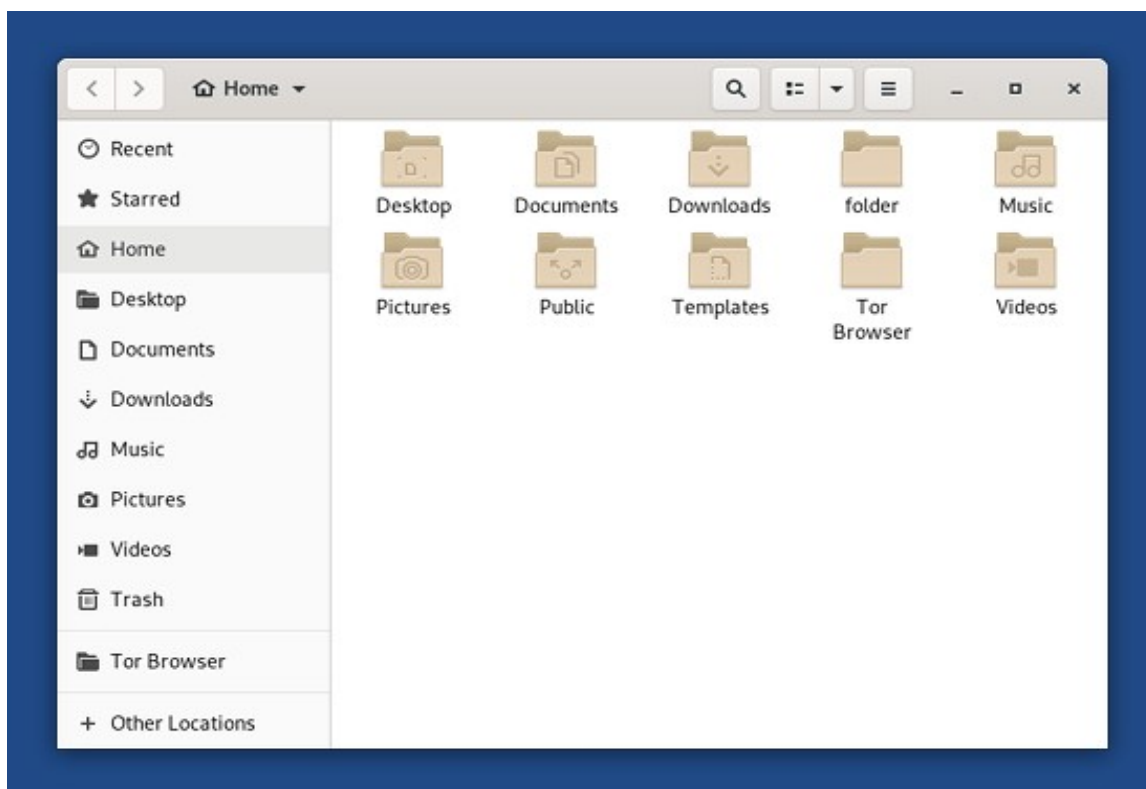 Home
Recent
Starred
Home
Desktop
Documents
Downloads
Music
Pictures
Videos
Trash
Tor Browser
Other Locations
Desktop Documents Downloads folder Music
Pictures Public Templates Tor Videos
Browser